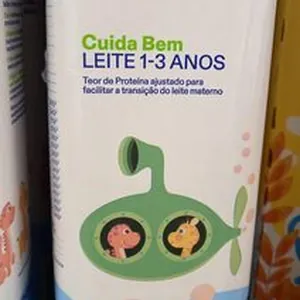 Cuida Bem
LEITE 1-3 ANOS
Teor de Proteína ajustado para
facilitar a transição do leite materno